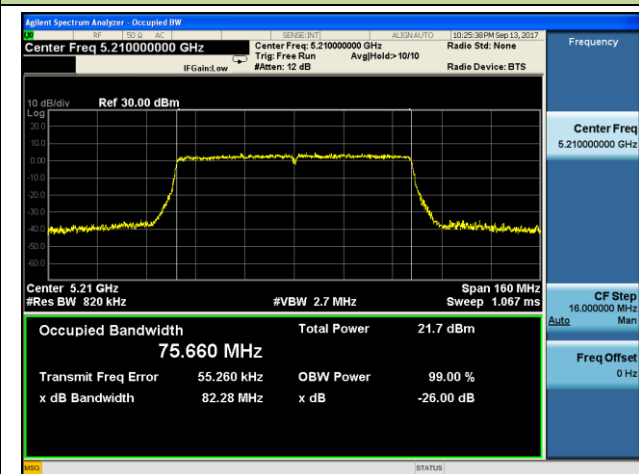 Agilent Spectrum Analyzer - Occupied BW
RF 50 Ω AC SENSE:INT ALIGN AUTO 10:25:38 PM Sep 13, 2017
Center Freq 5.210000000 GHz
Center Freq: 5.210000000 GHz Radio Std: None
Trig: Free Run Avg|Hold:>10/10
IFGain:Low #Atten: 12 dB Radio Device: BTS
Frequency
10 dB/div Ref 30.00 dBm
Log
20.0
10.0
0.00
-10.0
-20.0
-30.0
-40.0
-50.0
-60.0
Center Freq
5.210000000 GHz
Center 5.21 GHz Span 160 MHz
#Res BW 820 kHz #VBW 2.7 MHz Sweep 1.067 ms
CF Step
16.000000 MHz
Auto Man
Occupied Bandwidth Total Power 21.7 dBm
75.660 MHz
Transmit Freq Error 55.260 kHz OBW Power 99.00 %
x dB Bandwidth 82.28 MHz x dB -26.00 dB
Freq Offset
0 Hz
MSG STATUS